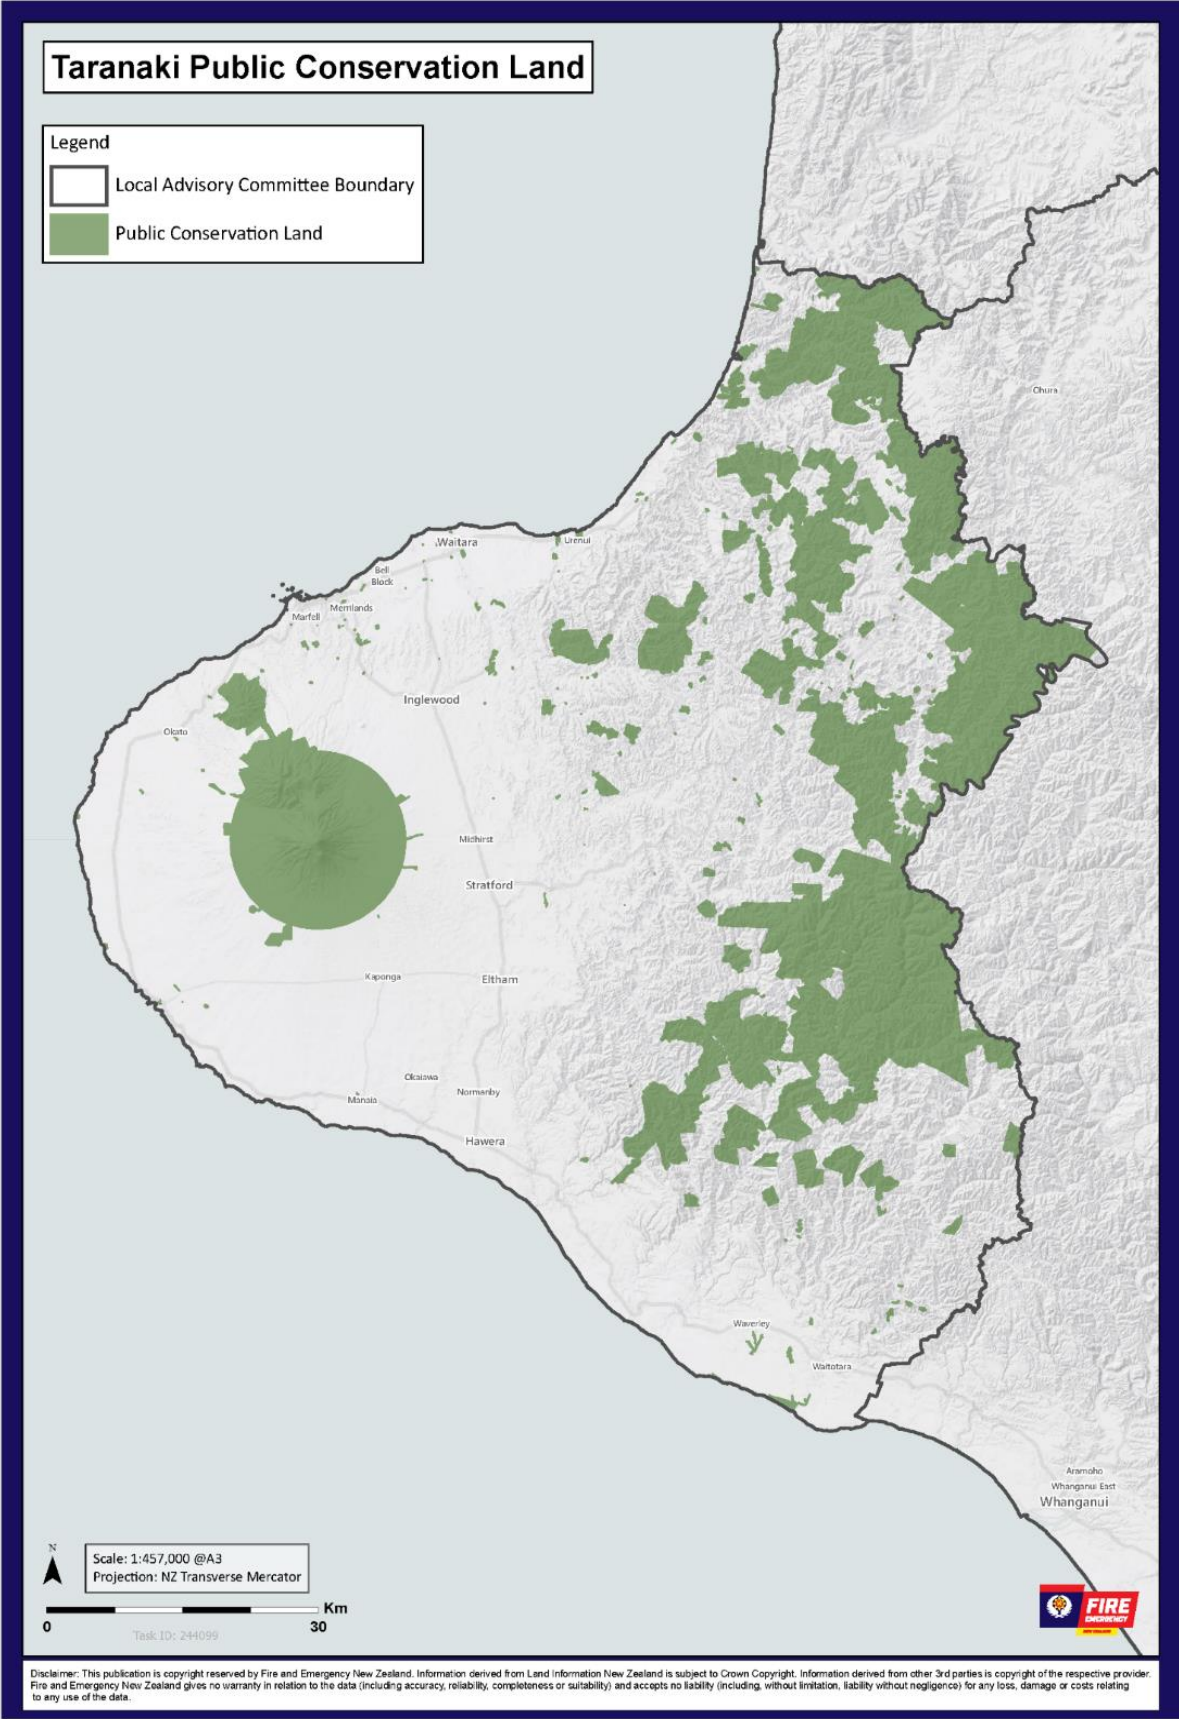 Taranaki Public Conservation Land
Legend
Local Advisory Committee Boundary
Public Conservation Land
Ohura
Waitara
Urenui
Bell
Block
Merrilands
Marfell
Inglewood
Okato
Midhirst
Stratford
Kaponga
Eltham
Okaiawa
Normanby
Manaia
Hawera
Waverley
Waitotara
Aramoho
Whanganui East
Whanganui
N
Scale: 1:457,000 @A3
Projection: NZ Transverse Mercator
Km
0
30
Task ID: 244099
FIRE
EMERGENCY
NEW ZEALAND
Disclaimer: This publication is copyright reserved by Fire and Emergency New Zealand. Information derived from Land Information New Zealand is subject to Crown Copyright. Information derived from other 3rd parties is copyright of the respective provider.
Fire and Emergency New Zealand gives no warranty in relation to the data (including accuracy, reliability, completeness or suitability) and accepts no liability (including, without limitation, liability without negligence) for any loss, damage or costs relating
to any use of the data.